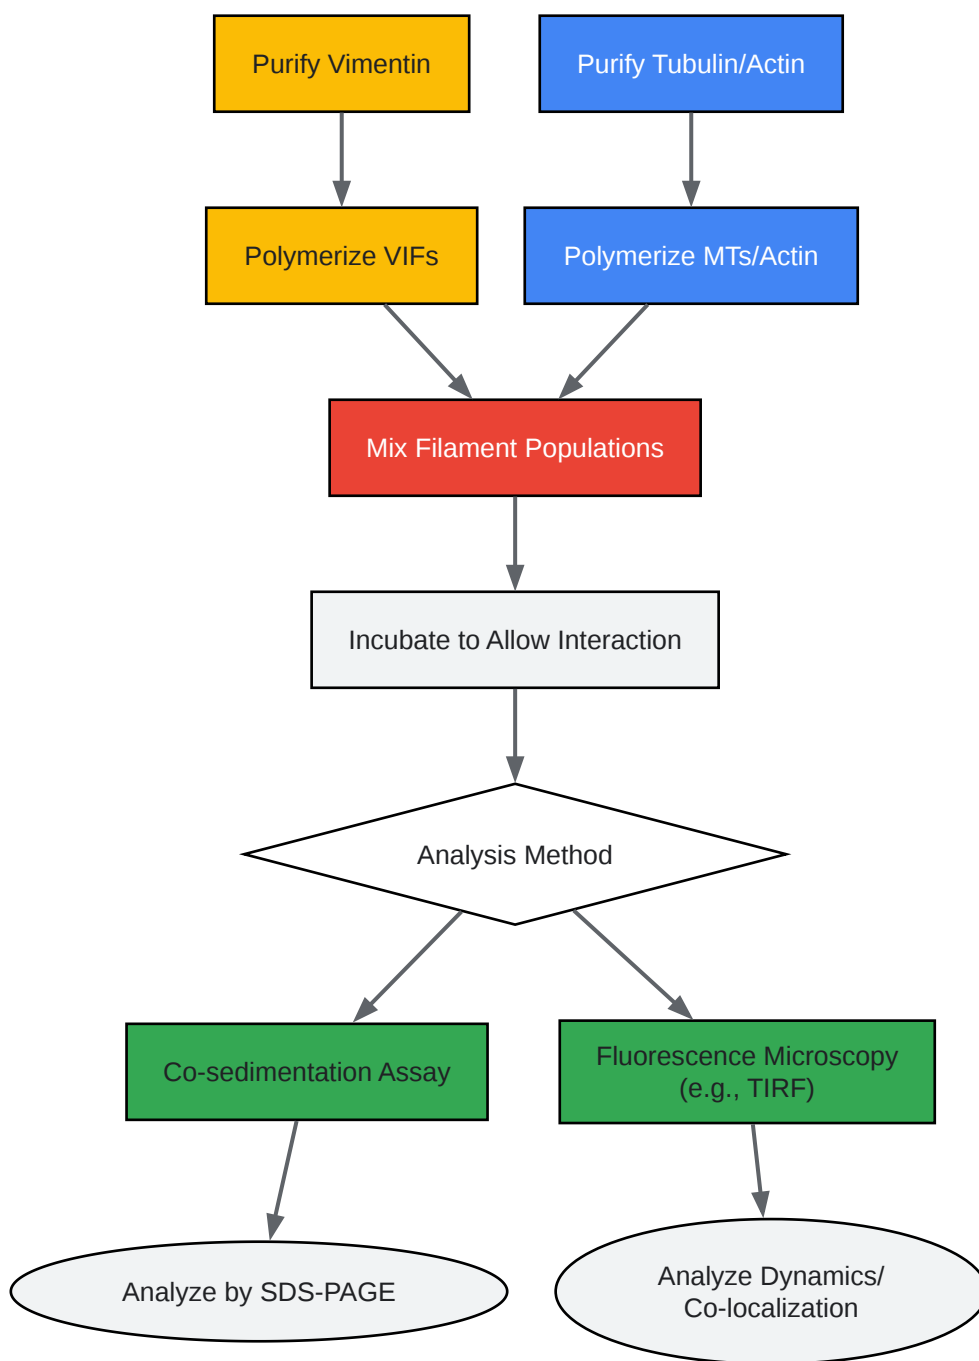 Purify Vimentin
Purify Tubulin/Actin
Polymerize VIFs
Polymerize MTs/Actin
Mix Filament Populations
Incubate to Allow Interaction
Analysis Method
Co-sedimentation Assay
Fluorescence Microscopy
(e.g., TIRF)
Analyze by SDS-PAGE
Analyze Dynamics/
Co-localization